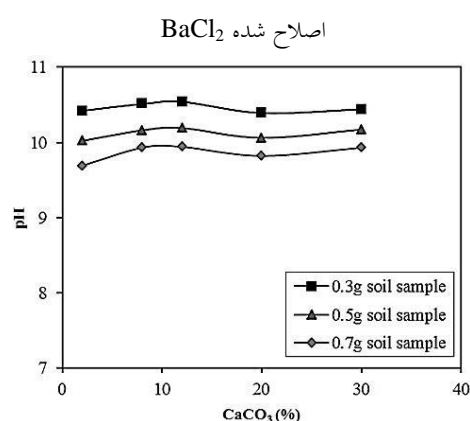 اصلاح شده BaCl₂
11
10
9
8
7
pH
0
10
20
30
40
CaCO₃(%)
0.3g soil sample
0.5g soil sample
0.7g soil sample